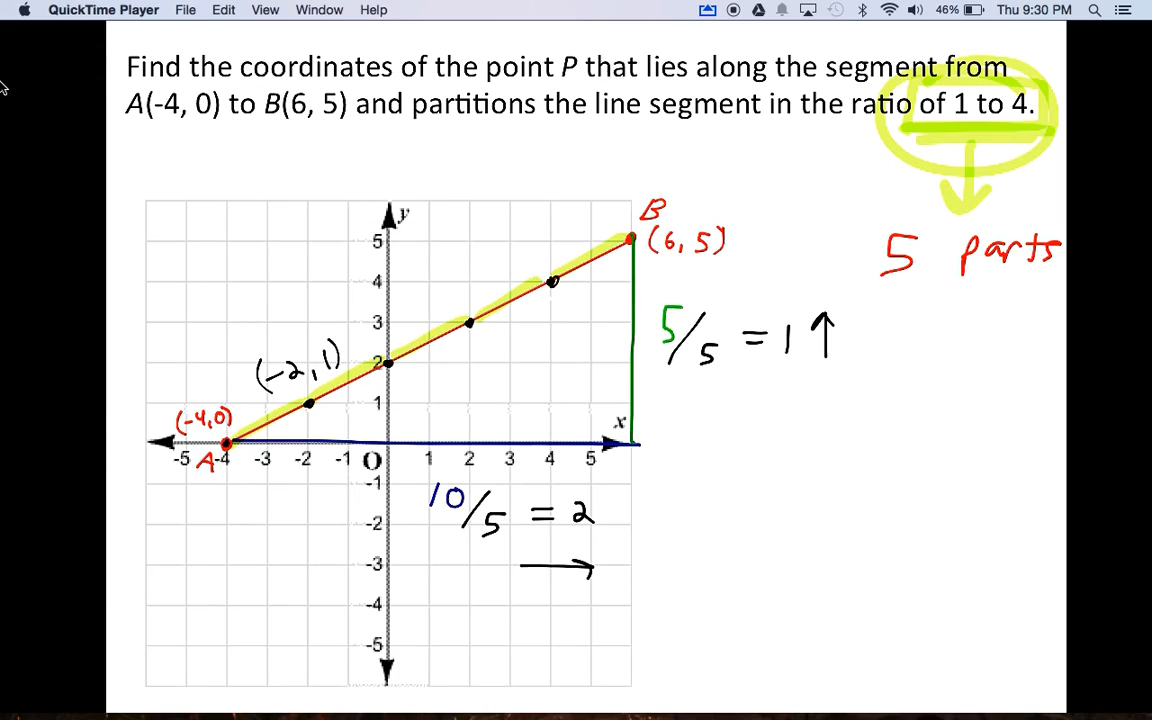 QuickTime Player File Edit View Window Help 46% Thu 9:30 PM
Find the coordinates of the point P that lies along the segment from
A(-4, 0) to B(6, 5) and partitions the line segment in the ratio of 1 to 4.
5 parts
B
(6, 5)
y
5
4
3
2
1
5/5 = 1 ↑
(-2, 1)
(-4,0)
x
A
-5 -4 -3 -2 -1 O 1 2 3 4 5
-1
-2
-3
-4
-5
10/5 = 2
→